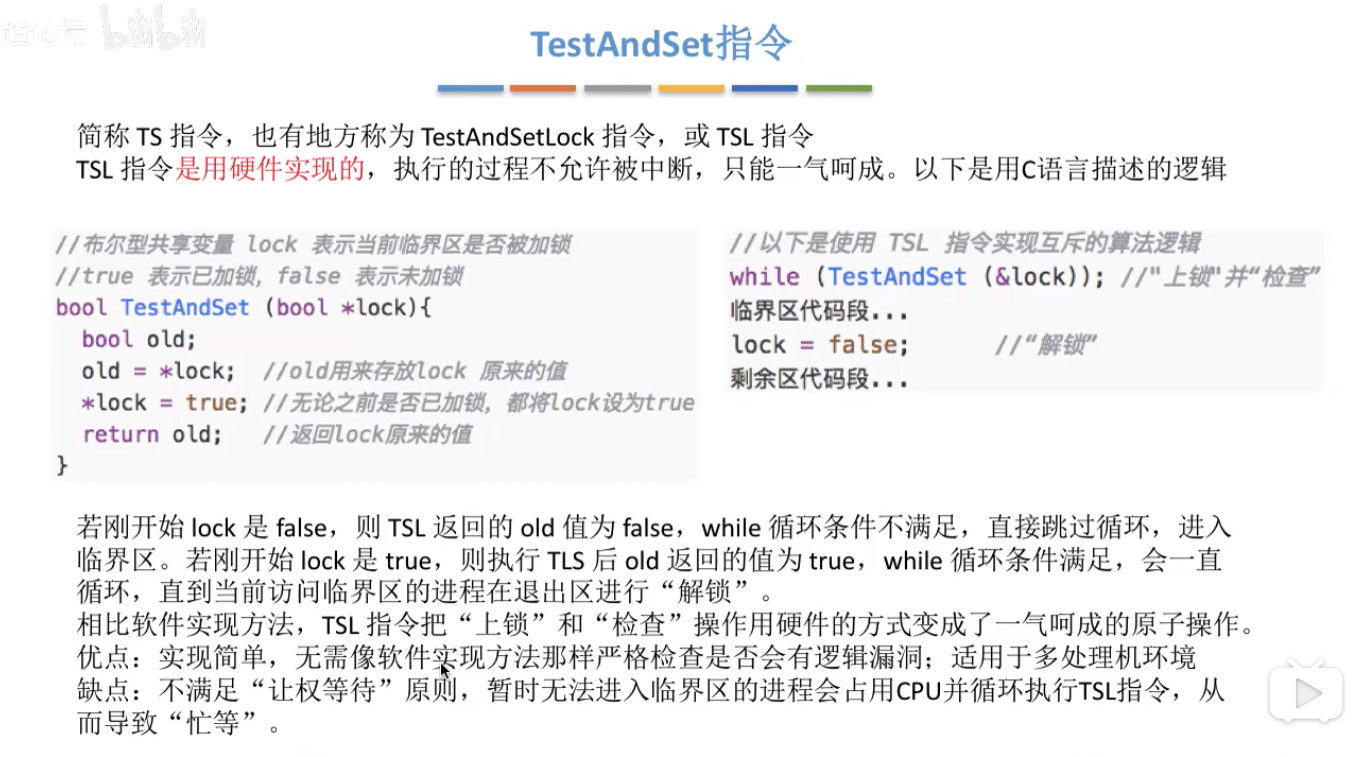 道论坛 bilibili
TestAndSet指令
简称 TS 指令，也有地方称为 TestAndSetLock 指令，或 TSL 指令
TSL 指令是用硬件实现的，执行的过程不允许被中断，只能一气呵成。以下是用C语言描述的逻辑
//布尔型共享变量 lock 表示当前临界区是否被加锁
//true 表示已加锁，false 表示未加锁
bool TestAndSet (bool *lock){
bool old;
old = *lock; //old用来存放lock 原来的值
*lock = true; //无论之前是否已加锁，都将lock设为true
return old; //返回lock原来的值
}
//以下是使用 TSL 指令实现互斥的算法逻辑
while (TestAndSet (&lock)); //"上锁"并“检查”
临界区代码段...
lock = false; //“解锁”
剩余区代码段...
若刚开始 lock 是 false，则 TSL 返回的 old 值为 false，while 循环条件不满足，直接跳过循环，进入
临界区。若刚开始 lock 是 true，则执行 TLS 后 old 返回的值为 true，while 循环条件满足，会一直
循环，直到当前访问临界区的进程在退出区进行“解锁”。
相比软件实现方法，TSL 指令把“上锁”和“检查”操作用硬件的方式变成了一气呵成的原子操作。
优点：实现简单，无需像软件实现方法那样严格检查是否会有逻辑漏洞；适用于多处理机环境
缺点：不满足“让权等待”原则，暂时无法进入临界区的进程会占用CPU并循环执行TSL指令，从
而导致“忙等”。